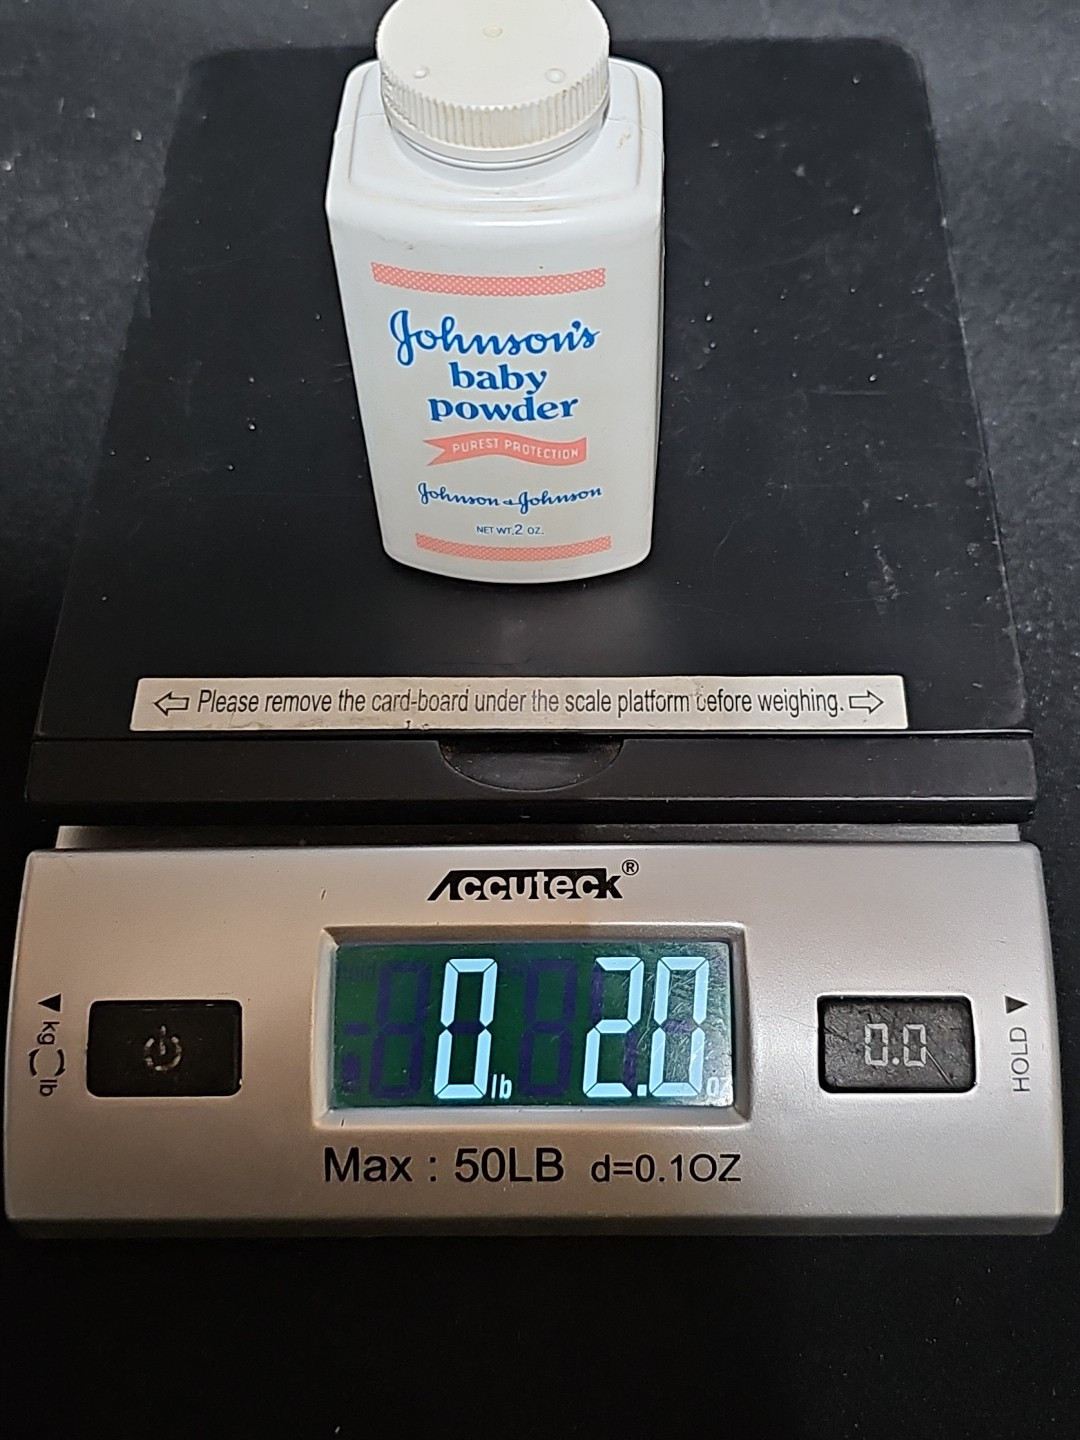 Johnson's
baby
powder
PUREST PROTECTION
Johnson & Johnson
NET WT. 2 OZ.
Please remove the card-board under the scale platform before weighing.
Accuteck®
0 lb 2.0 oz
kg lb
0.0
HOLD
Max : 50LB d=0.1OZ